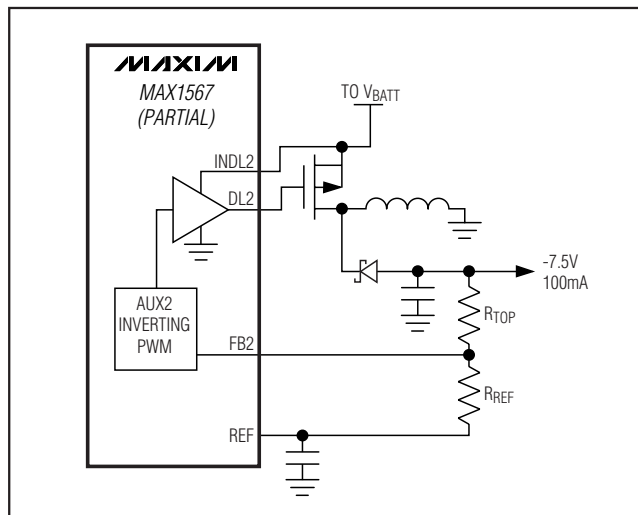 MAXIM
MAX1567
(PARTIAL)
TO VBATT
INDL2
DL2
-7.5V
100mA
AUX2
INVERTING
PWM
RTOP
FB2
RREF
REF